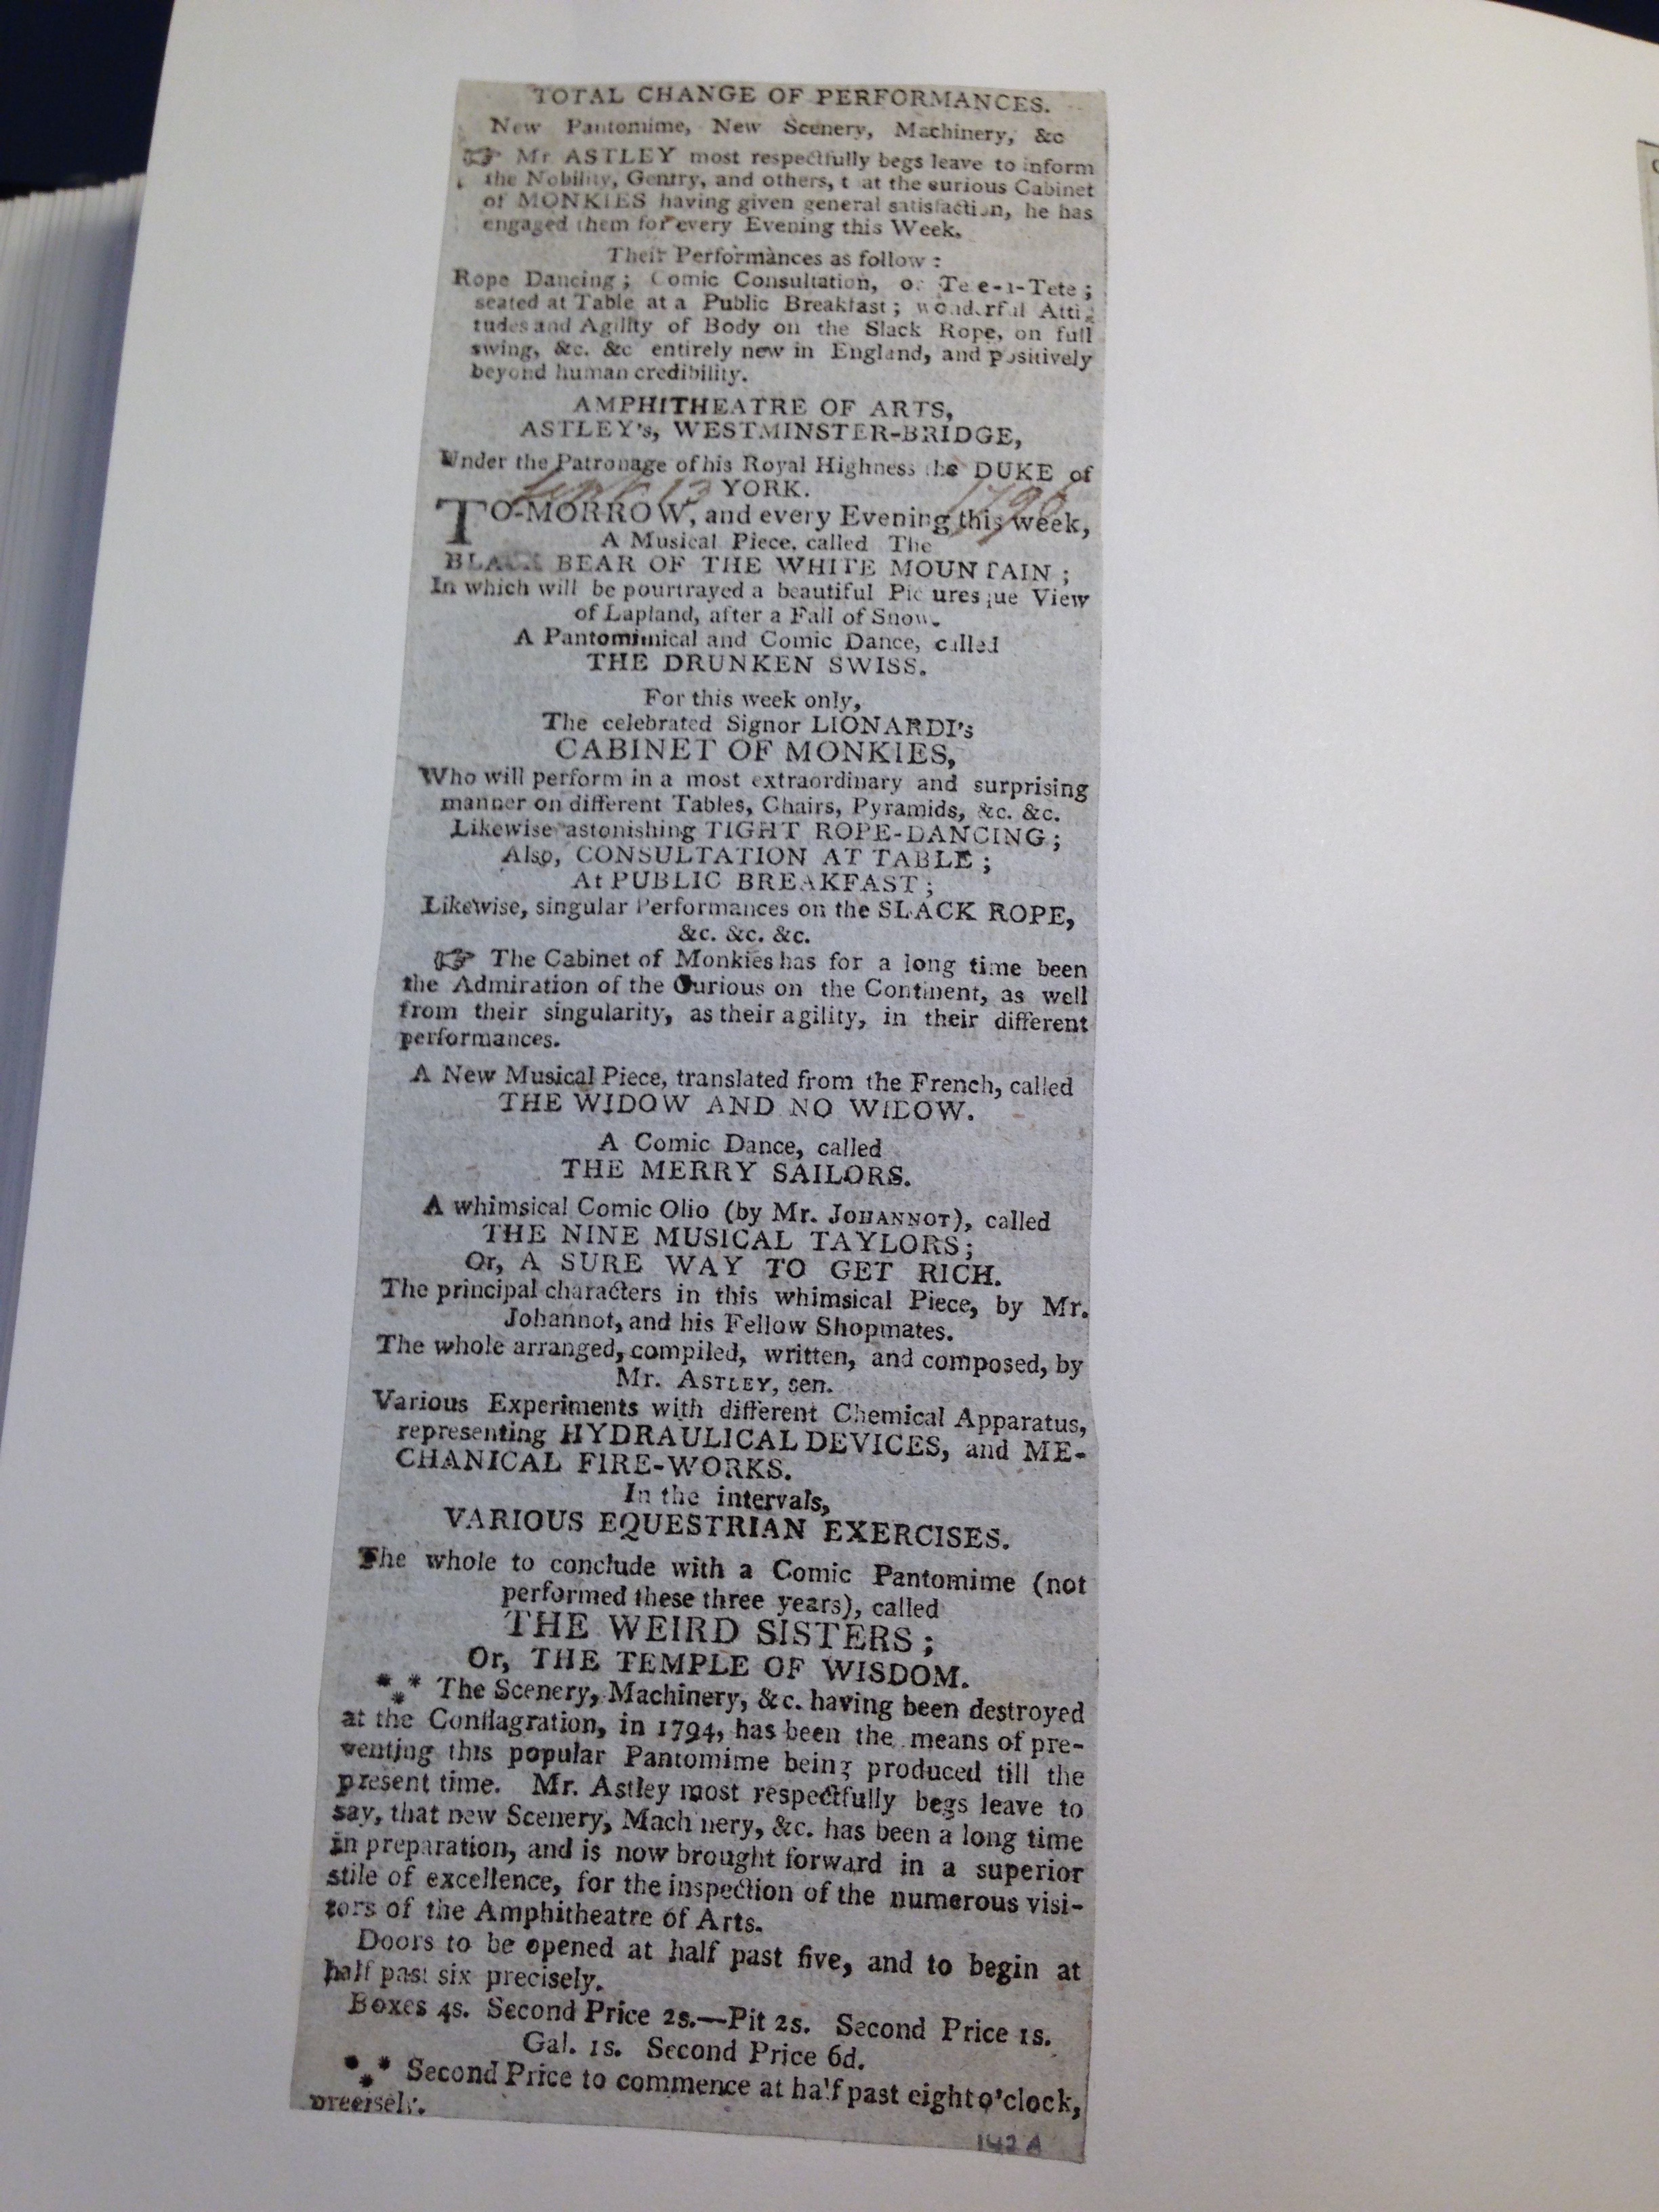 TOTAL CHANGE OF PERFORMANCES.
New Pantomime, New Scenery, Machinery, &c
☞ Mr ASTLEY most respectfully begs leave to inform
the Nobility, Gentry, and others, t at the surious Cabinet
of MONKIES having given general satisfaction, he has
engaged them for every Evening this Week.
Their Performances as follow :
Rope Dancing ; Comic Consultation, or Te e-a-Tete ;
seated at Table at a Public Breakfast ; wonderful Atti-
tudes and Agility of Body on the Slack Rope, on full
swing, &c. &c entirely new in England, and positively
beyond human credibility.
AMPHITHEATRE OF ARTS,
ASTLEY's, WESTMINSTER-BRIDGE,
Under the Patronage of his Royal Highness the DUKE of
YORK.
Sept 13 1796
TO-MORROW, and every Evening this week,
A Musical Piece, called The
BLACK BEAR OF THE WHITE MOUNTAIN ;
In which will be pourtrayed a beautiful Pic uresque View
of Lapland, after a Fall of Snow.
A Pantomimical and Comic Dance, called
THE DRUNKEN SWISS.
For this week only,
The celebrated Signor LIONARDI's
CABINET OF MONKIES,
Who will perform in a most extraordinary and surprising
manner on different Tables, Chairs, Pyramids, &c. &c.
Likewise astonishing TIGHT ROPE-DANCING ;
Also, CONSULTATION AT TABLE ;
At PUBLIC BREAKFAST ;
Likewise, singular Performances on the SLACK ROPE,
&c. &c. &c.
☞ The Cabinet of Monkies has for a long time been
the Admiration of the Curious on the Continent, as well
from their singularity, as their agility, in their different
performances.
A New Musical Piece, translated from the French, called
THE WIDOW AND NO WIDOW.
A Comic Dance, called
THE MERRY SAILORS.
A whimsical Comic Olio (by Mr. JOHANNOT), called
THE NINE MUSICAL TAYLORS ;
Or, A SURE WAY TO GET RICH.
The principal characters in this whimsical Piece, by Mr.
Johannot, and his Fellow Shopmates.
The whole arranged, compiled, written, and composed, by
Mr. ASTLEY, sen.
Various Experiments with different Chemical Apparatus,
representing HYDRAULICAL DEVICES, and ME-
CHANICAL FIRE-WORKS.
In the intervals,
VARIOUS EQUESTRIAN EXERCISES.
The whole to conclude with a Comic Pantomime (not
performed these three years), called
THE WEIRD SISTERS ;
Or, THE TEMPLE OF WISDOM.
*⁎* The Scenery, Machinery, &c. having been destroyed
at the Conflagration, in 1794, has been the means of pre-
venting this popular Pantomime being produced till the
present time. Mr. Astley most respectfully begs leave to
say, that new Scenery, Mach nery, &c. has been a long time
in preparation, and is now brought forward in a superior
stile of excellence, for the inspection of the numerous visi-
tors of the Amphitheatre of Arts.
Doors to be opened at half past five, and to begin at
half past six precisely.
Boxes 4s. Second Price 2s.—Pit 2s. Second Price 1s.
Gal. 1s. Second Price 6d.
*⁎* Second Price to commence at half past eight o'clock,
precisely.
142A